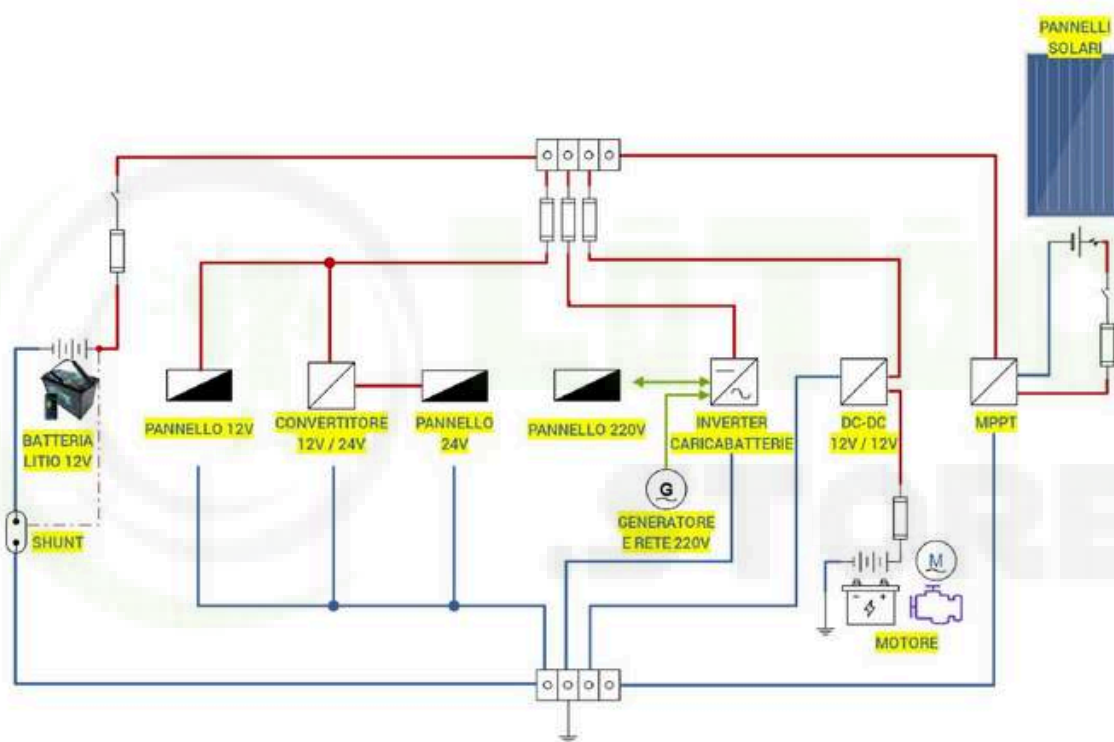 PANNELLI
SOLARI
BATTERIA
LITIO 12V
PANNELLO 12V
CONVERTITORE
12V / 24V
PANNELLO
24V
PANNELLO 220V
INVERTER
CARICABATTERIE
DC-DC
12V / 12V
MPPT
SHUNT
G
GENERATORE
E RETE 220V
M
MOTORE
STORE